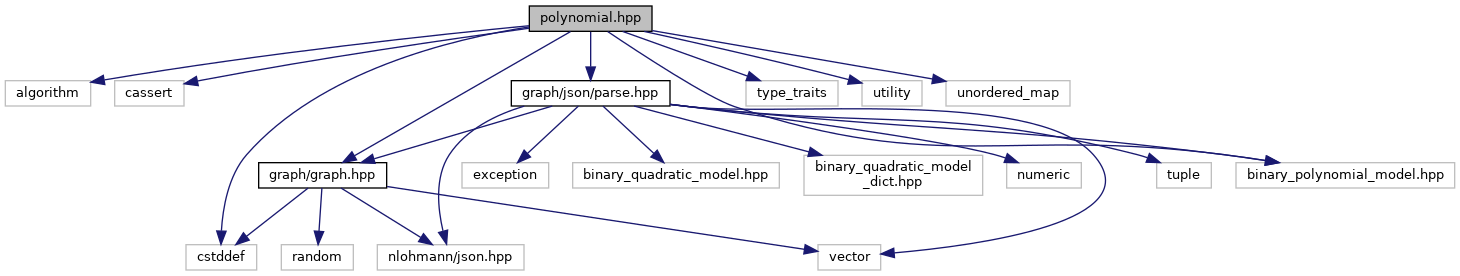 polynomial.hpp
algorithm
cassert
graph/json/parse.hpp
type_traits
utility
unordered_map
graph/graph.hpp
exception
binary_quadratic_model.hpp
binary_quadratic_model
_dict.hpp
numeric
tuple
binary_polynomial_model.hpp
cstddef
random
nlohmann/json.hpp
vector